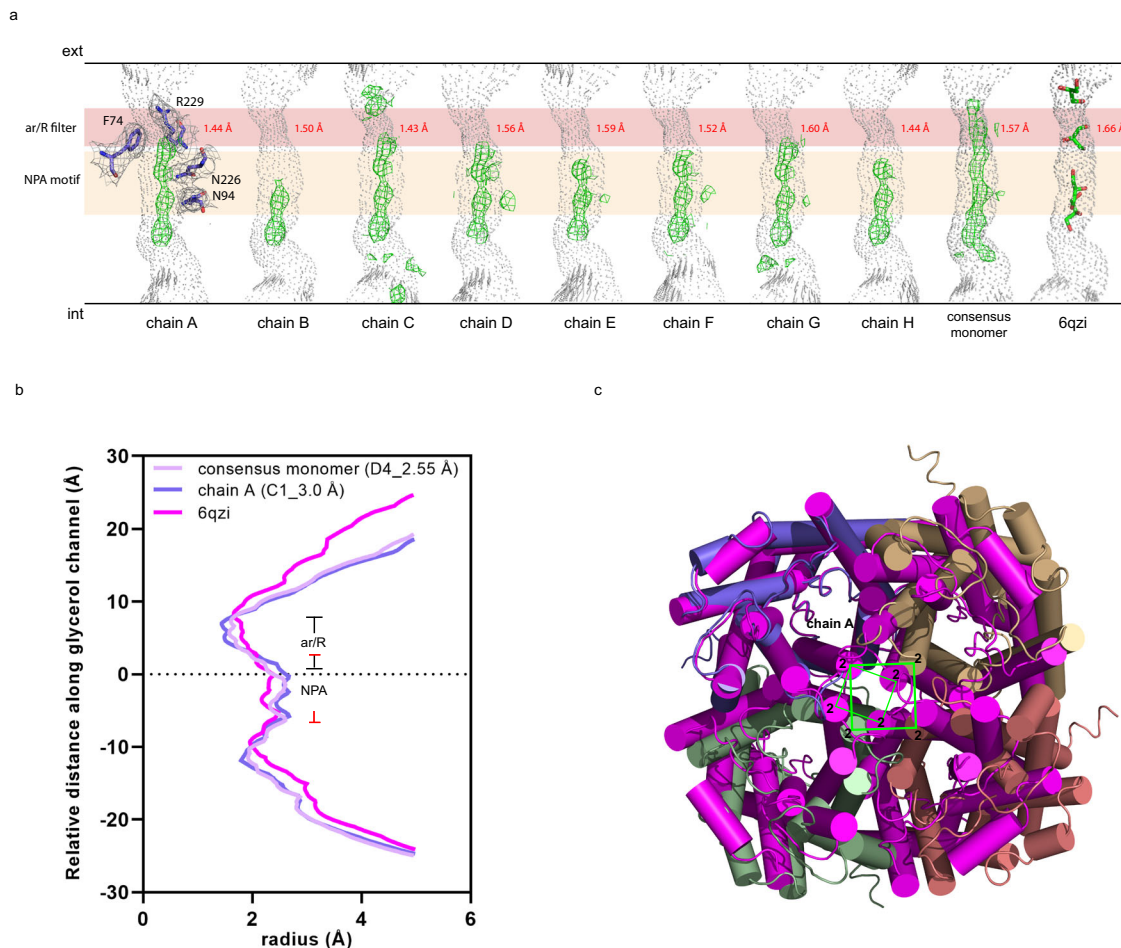 a
ext
R229
F74
ar/R filter
1.44 Å
1.50 Å
1.43 Å
1.56 Å
1.59 Å
1.52 Å
1.60 Å
1.44 Å
1.57 Å
1.66 Å
NPA motif
N226
N94
int
chain A
chain B
chain C
chain D
chain E
chain F
chain G
chain H
consensus
monomer
6qzi
b
c
Relative distance along glycerol channel (Å)
30
20
10
0
-10
-20
-30
consensus monomer (D4_2.55 Å)
chain A (C1_3.0 Å)
6qzi
ar/R
NPA
0
2
4
6
radius (Å)
chain A
2
2
2
2
2
2
2